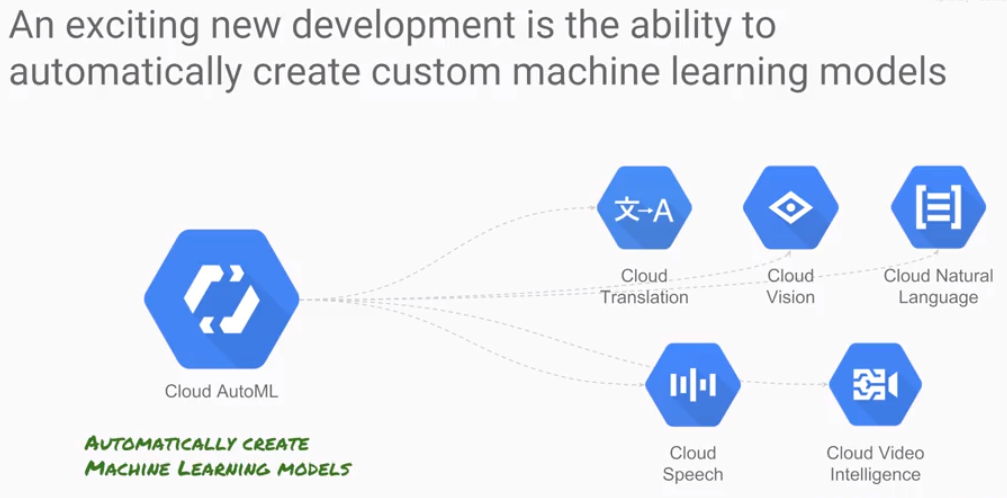 An exciting new development is the ability to
automatically create custom machine learning models
文→A
Cloud
Translation
Cloud
Vision
Cloud Natural
Language
Cloud AutoML
Cloud
Speech
Cloud Video
Intelligence
AUTOMATICALLY CREATE
MACHINE LEARNING MODELS